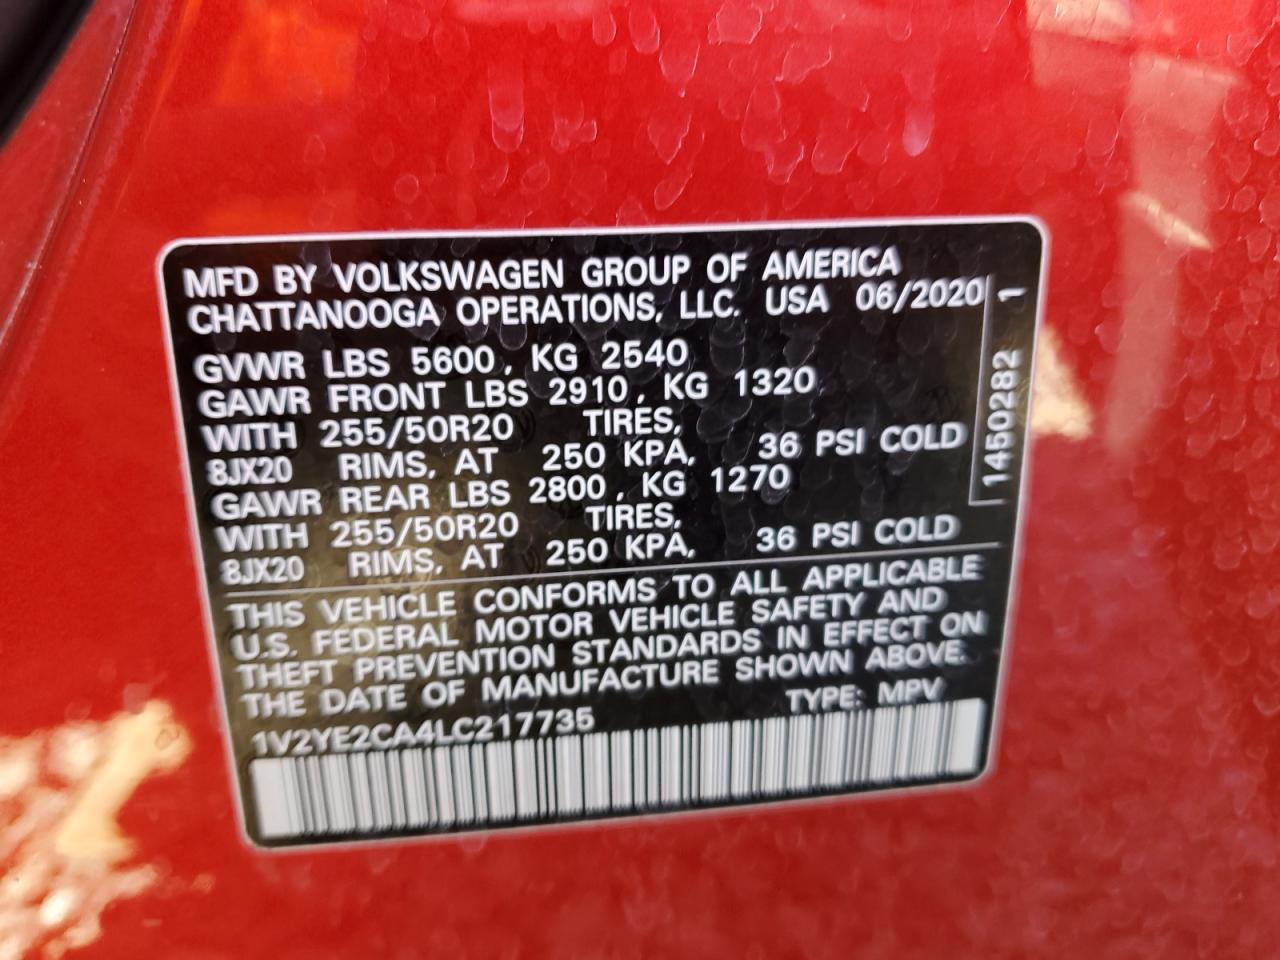 MFD BY VOLKSWAGEN GROUP OF AMERICA
CHATTANOOGA OPERATIONS, LLC. USA 06/2020
GVWR LBS 5600, KG 2540
GAWR FRONT LBS 2910, KG 1320
WITH 255/50R20 TIRES,
8JX20 RIMS, AT 250 KPA, 36 PSI COLD
GAWR REAR LBS 2800, KG 1270
WITH 255/50R20 TIRES,
8JX20 RIMS, AT 250 KPA, 36 PSI COLD
THIS VEHICLE CONFORMS TO ALL APPLICABLE
U.S. FEDERAL MOTOR VEHICLE SAFETY AND
THEFT PREVENTION STANDARDS IN EFFECT ON
THE DATE OF MANUFACTURE SHOWN ABOVE.
TYPE: MPV
1V2YE2CA4LC217735
1450282 1